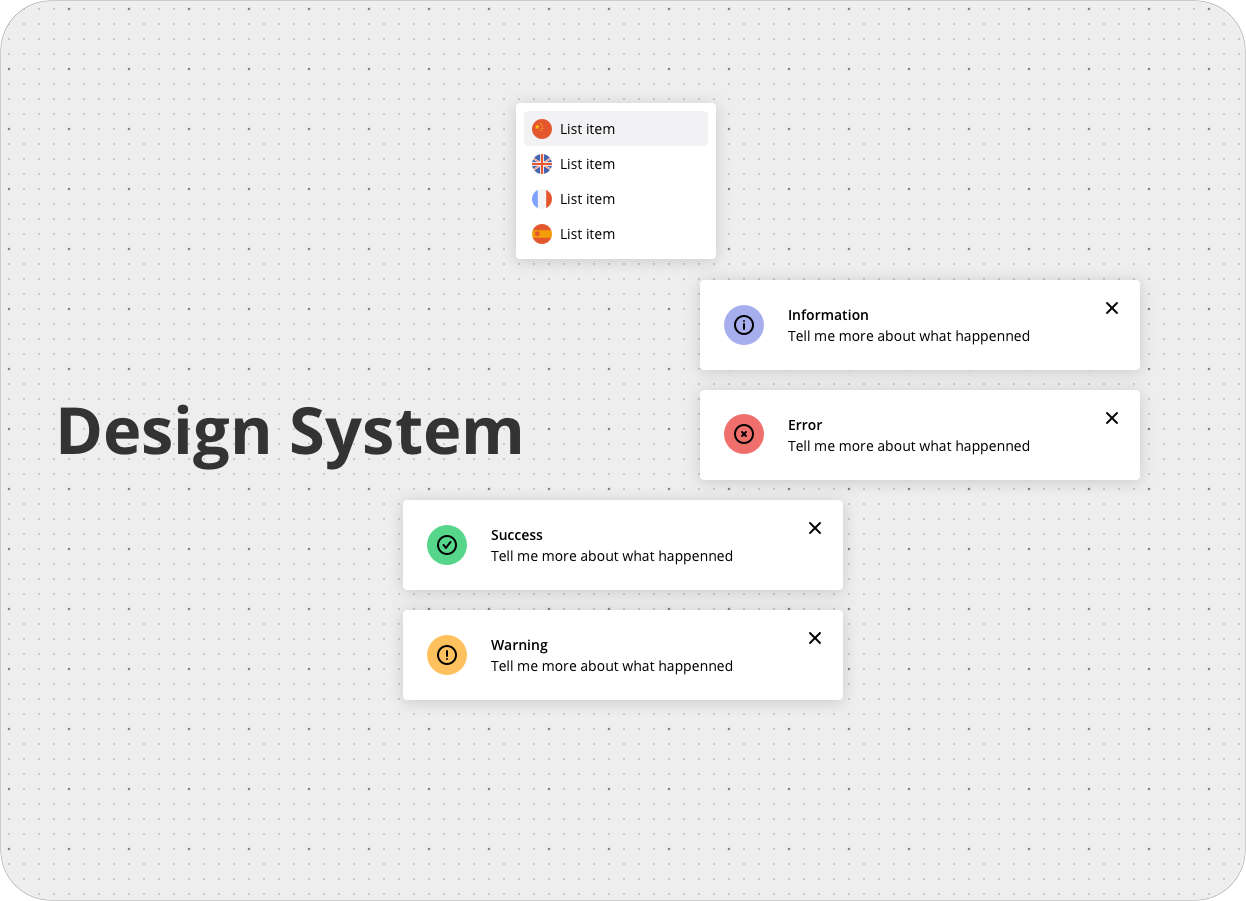 List item
List item
List item
List item
Information
Tell me more about what happenned
Error
Tell me more about what happenned
Design System
Success
Tell me more about what happenned
Warning
Tell me more about what happenned